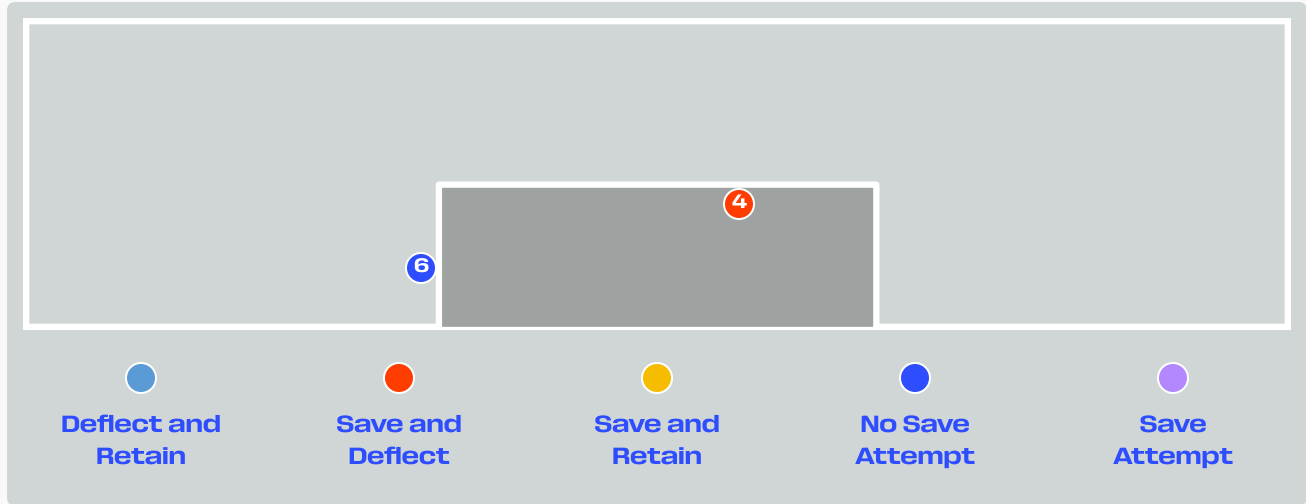 4
6
Deflect and
Retain
Save and
Deflect
Save and
Retain
No Save
Attempt
Save
Attempt